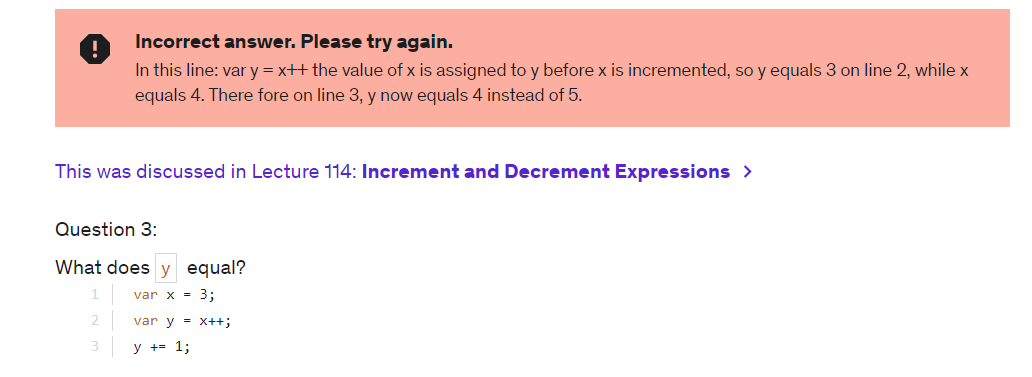 Incorrect answer. Please try again.
In this line: var y = x++ the value of x is assigned to y before x is incremented, so y equals 3 on line 2, while x
equals 4. There fore on line 3, y now equals 4 instead of 5.
This was discussed in Lecture 114: Increment and Decrement Expressions >
Question 3:
What does y equal?
1 var x = 3;
2 var y = x++;
3 y += 1;